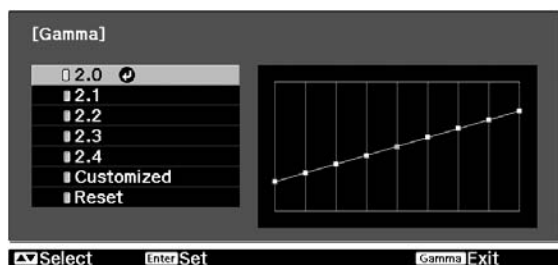 [Gamma]
2.0
2.1
2.2
2.3
2.4
Customized
Reset
Select Enter Set Gamma Exit